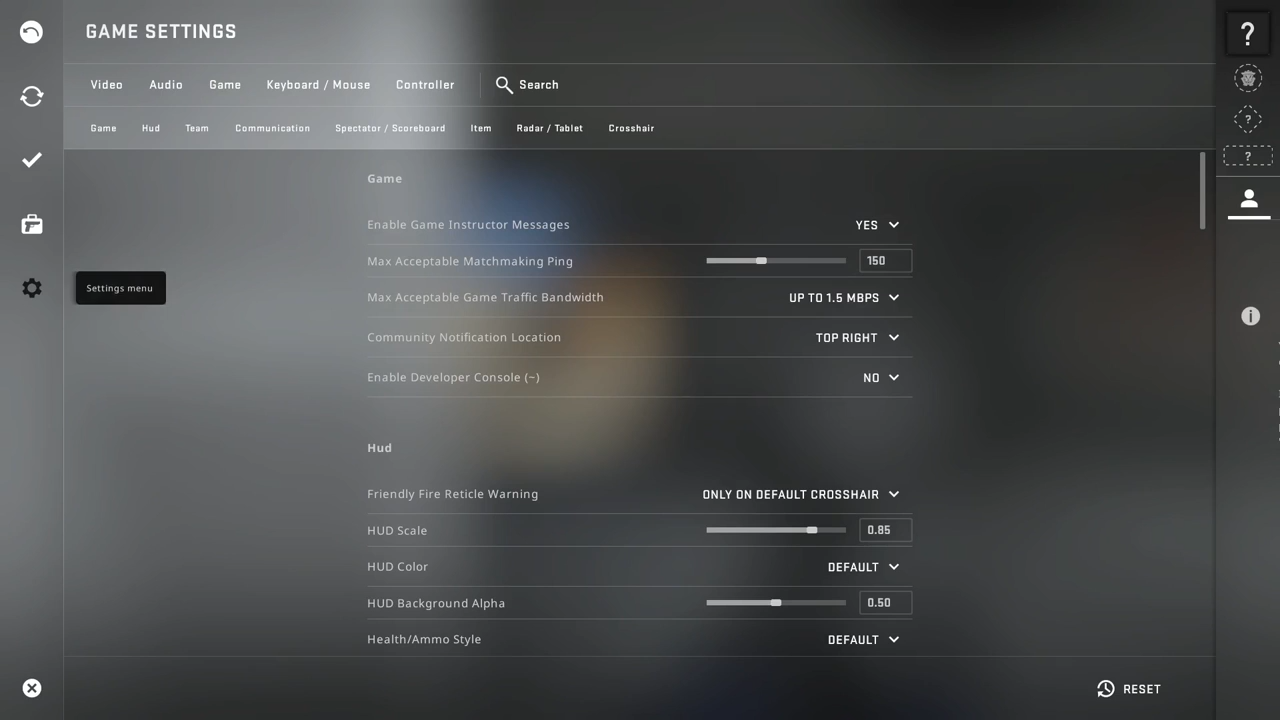 GAME SETTINGS
Video Audio Game Keyboard / Mouse Controller Search
Game Hud Team Communication Spectator / Scoreboard Item Radar / Tablet Crosshair
?
?
?
Game
Enable Game Instructor Messages YES
Max Acceptable Matchmaking Ping 150
Max Acceptable Game Traffic Bandwidth UP TO 1.5 MBPS
Settings menu
Community Notification Location TOP RIGHT
Enable Developer Console (~) NO
Hud
Friendly Fire Reticle Warning ONLY ON DEFAULT CROSSHAIR
HUD Scale 0.85
HUD Color DEFAULT
HUD Background Alpha 0.50
Health/Ammo Style DEFAULT
RESET